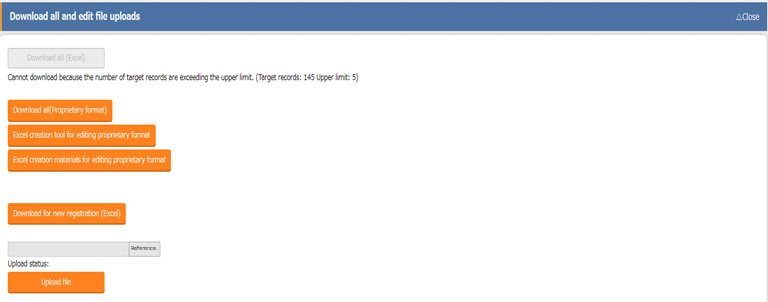 Download all and edit file uploads
△Close
Download all (Excel)
Cannot download because the number of target records are exceeding the upper limit. (Target records: 145 Upper limit: 5)
Download all(Proprietary format)
Excel creation tool for editing proprietary format
Excel creation materials for editing proprietary format
Download for new registration (Excel)
Reference.
Upload status:
Upload file